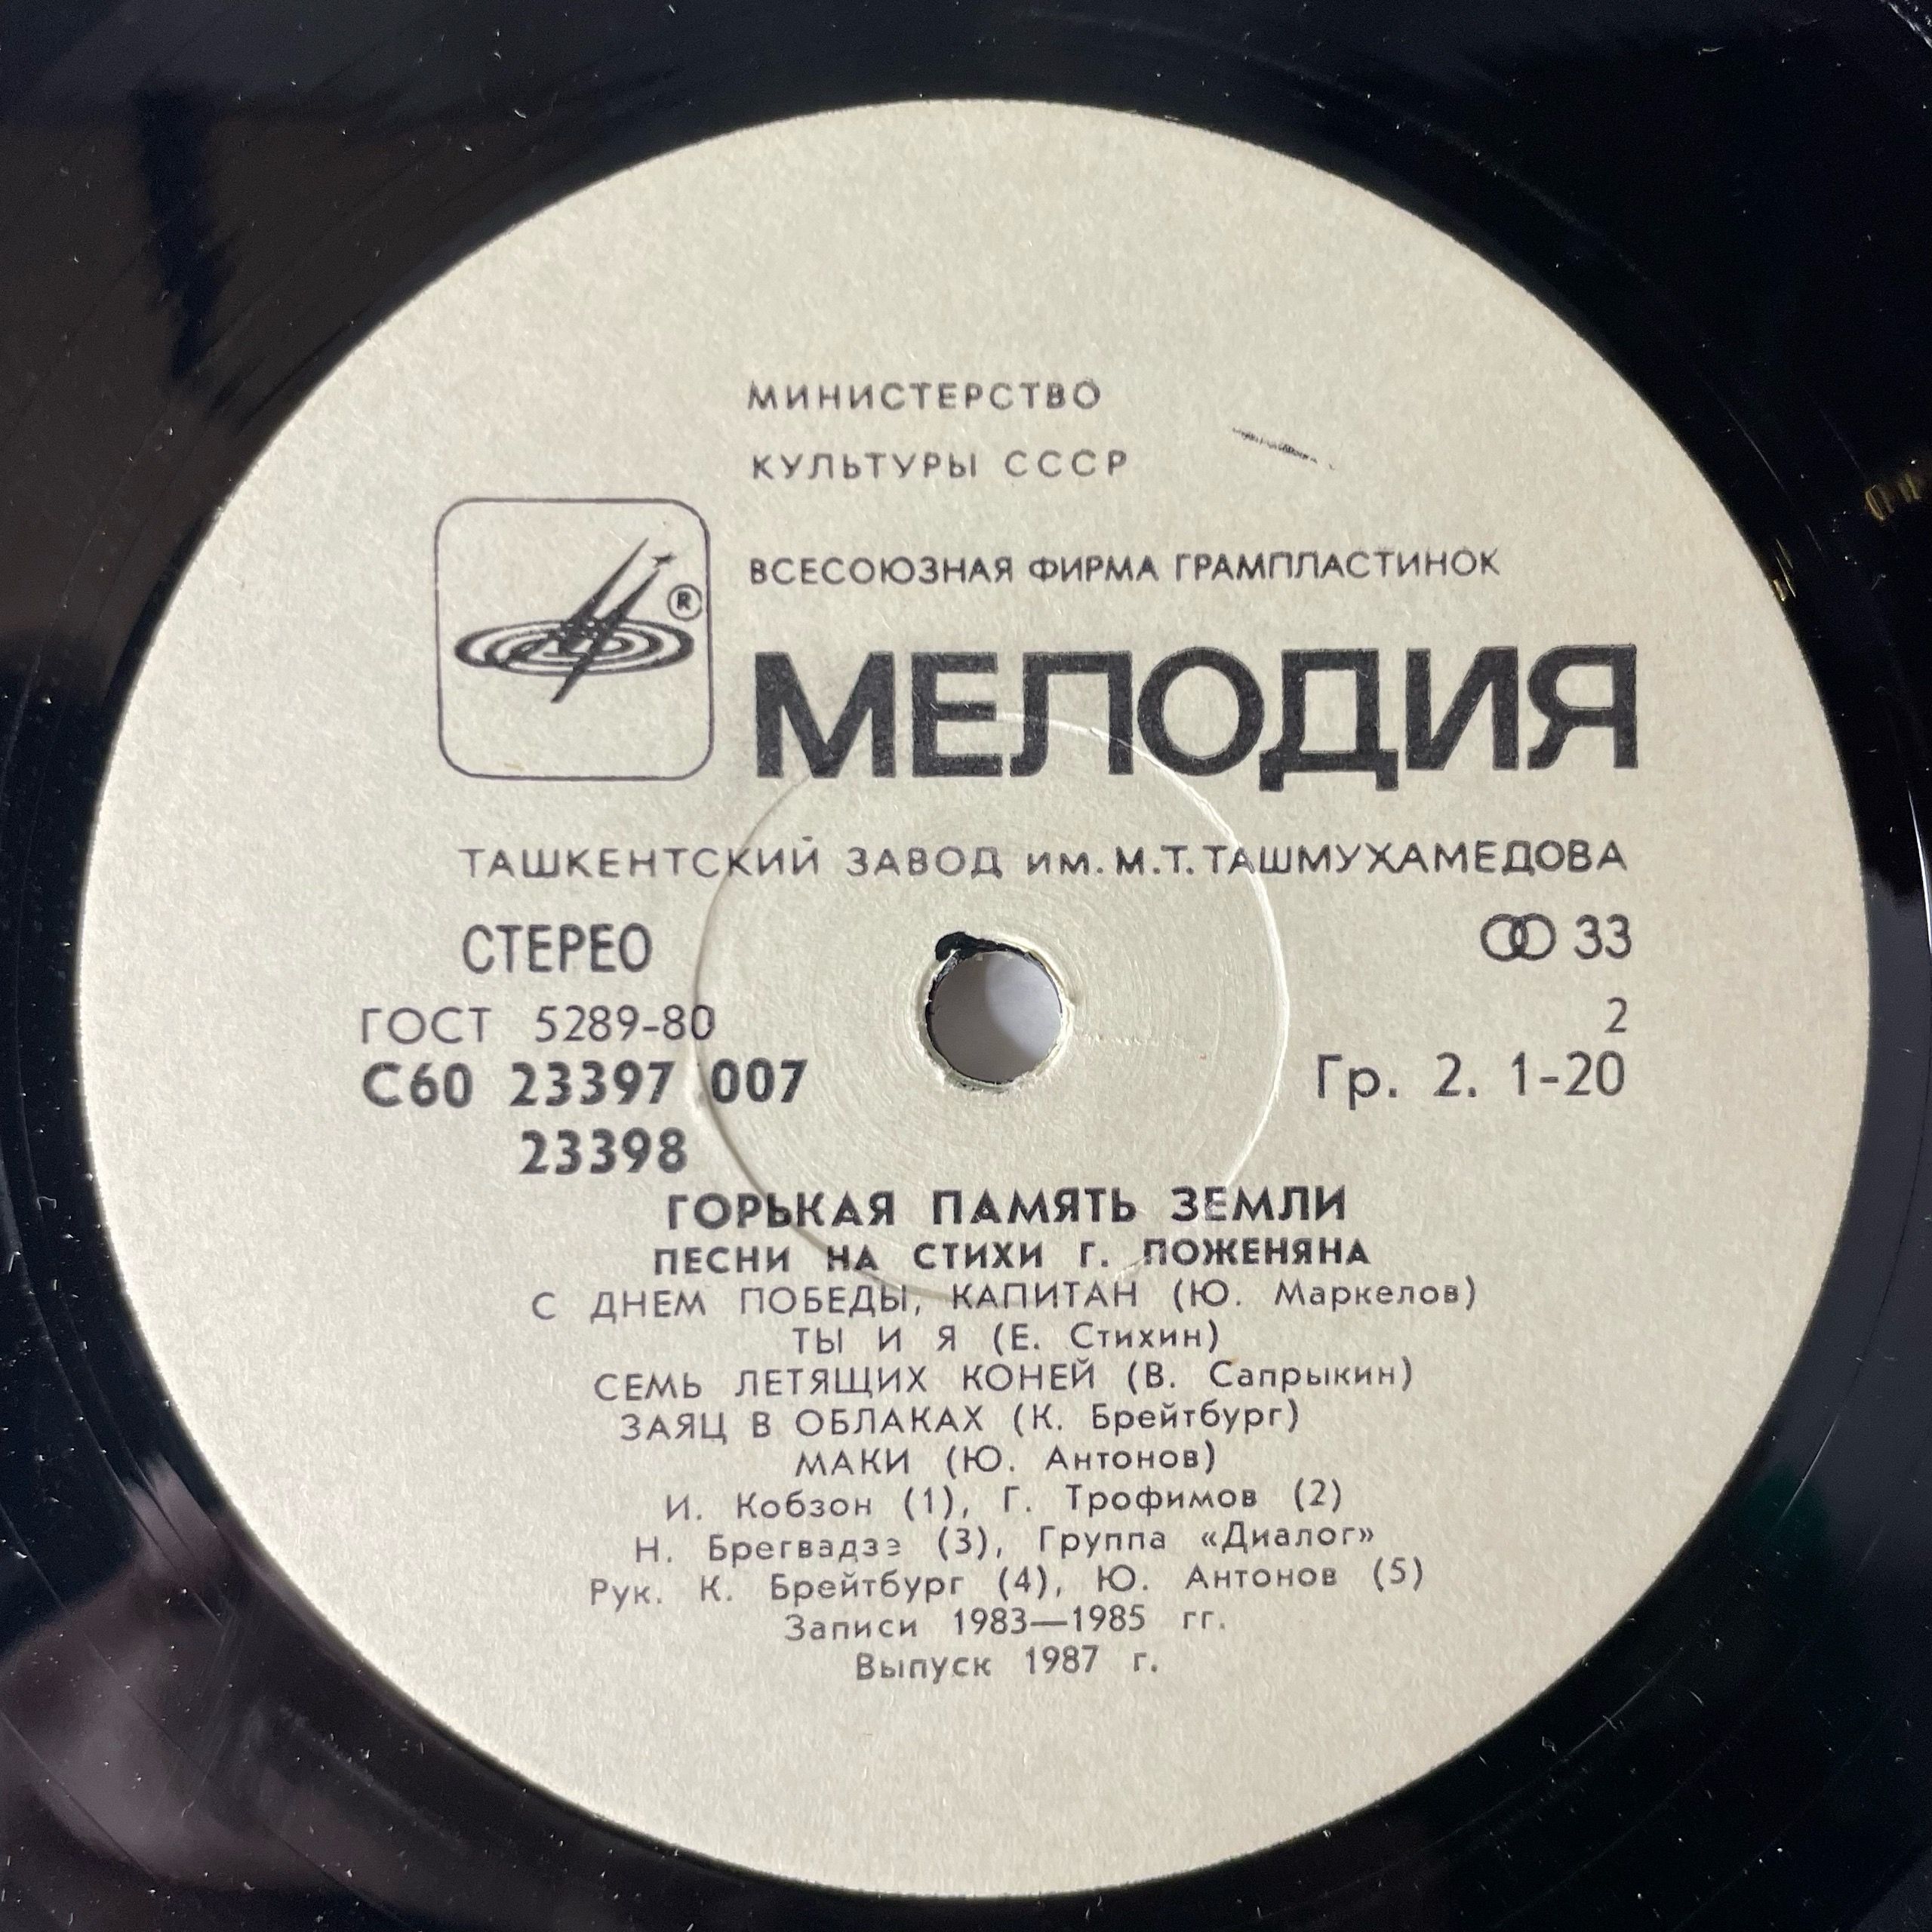 МИНИСТЕРСТВО
КУЛЬТУРЫ СССР
ВСЕСОЮЗНАЯ ФИРМА ГРАМПЛАСТИНОК
®
МЕЛОДИЯ
ТАШКЕНТСКИЙ ЗАВОД им. М.Т. ТАШМУХАМЕДОВА
СТЕРЕО 33
ГОСТ 5289-80 2
С60 23397 007 Гр. 2. 1-20
23398
ГОРЬКАЯ ПАМЯТЬ ЗЕМЛИ
ПЕСНИ НА СТИХИ Г. ПОЖЕНЯНА
С ДНЕМ ПОБЕДЫ, КАПИТАН (Ю. Маркелов)
ТЫ И Я (Е. Стихин)
СЕМЬ ЛЕТЯЩИХ КОНЕЙ (В. Сапрыкин)
ЗАЯЦ В ОБЛАКАХ (К. Брейтбург)
МАКИ (Ю. Антонов)
И. Кобзон (1), Г. Трофимов (2)
Н. Брегвадзэ (3), Группа «Диалог»
Рук. К. Брейтбург (4), Ю. Антонов (5)
Записи 1983—1985 гг.
Выпуск 1987 г.